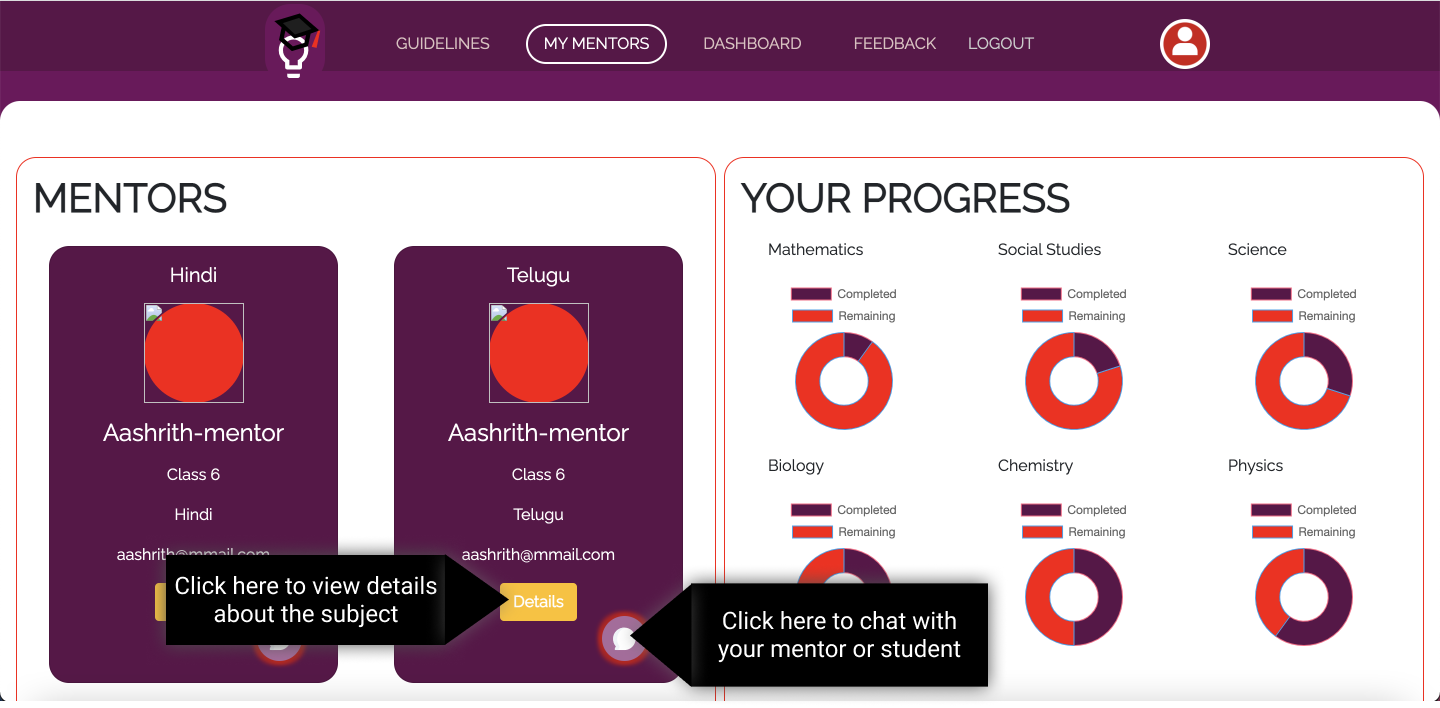 GUIDELINES
MY MENTORS
DASHBOARD
FEEDBACK
LOGOUT
MENTORS
Hindi
Aashrith-mentor
Class 6
Hindi
aashrith@mmail.com
Telugu
Aashrith-mentor
Class 6
Telugu
aashrith@mmail.com
Details
Click here to view details
about the subject
Click here to chat with
your mentor or student
YOUR PROGRESS
Mathematics
Completed
Remaining
Social Studies
Completed
Remaining
Science
Completed
Remaining
Biology
Completed
Remaining
Chemistry
Completed
Remaining
Physics
Completed
Remaining